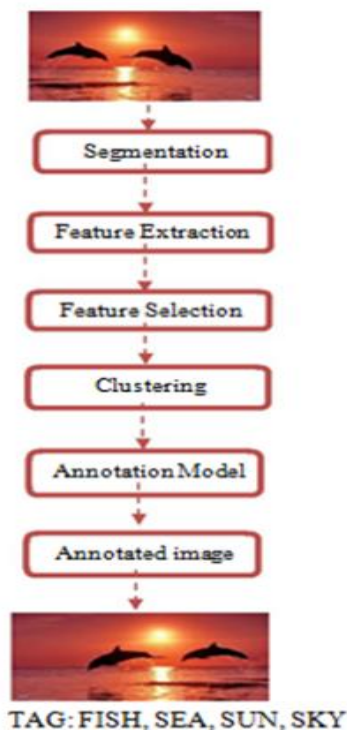 Segmentation
Feature Extraction
Feature Selection
Clustering
Annotation Model
Annotated image
TAG: FISH, SEA, SUN, SKY